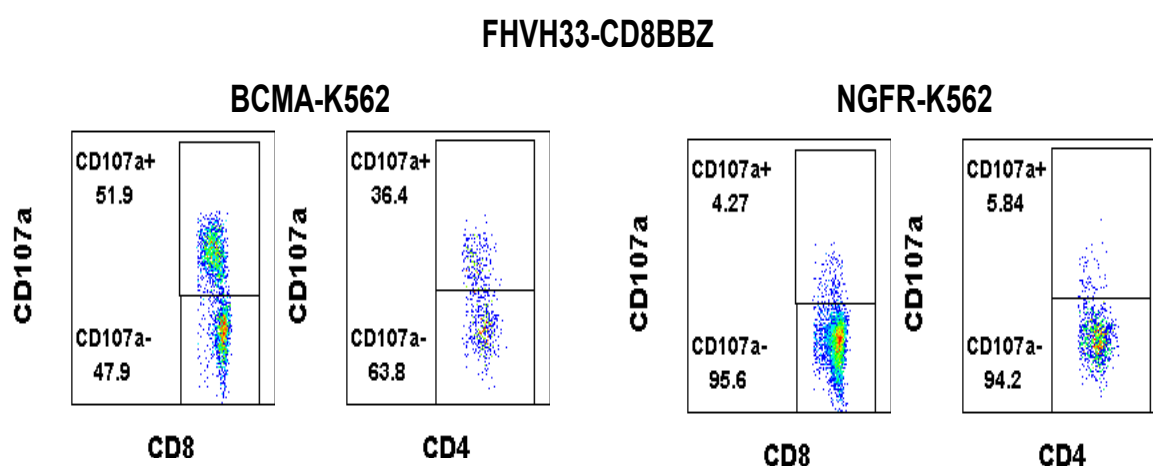 FHVH33-CD8BBZ
BCMA-K562
NGFR-K562
CD107a
CD107a+
51.9
CD107a-
47.9
CD8
CD107a
CD107a+
36.4
CD107a-
63.8
CD4
CD107a
CD107a+
4.27
CD107a-
95.6
CD8
CD107a
CD107a+
5.84
CD107a-
94.2
CD4